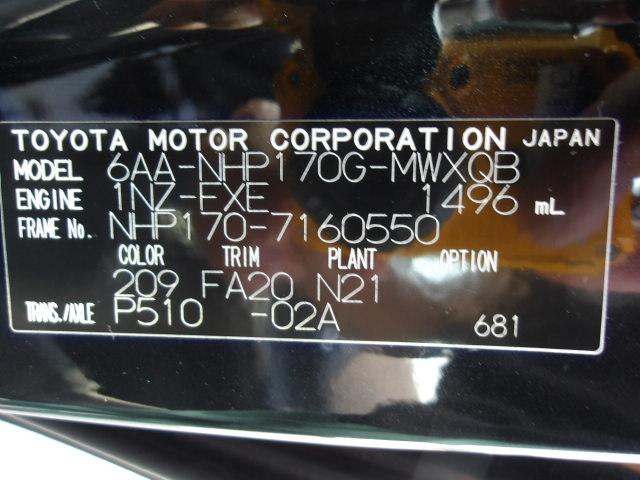 TOYOTA MOTOR CORPORATION JAPAN
MODEL 6AA-NHP170G-MWXQB
ENGINE 1NZ-FXE 1496 mL
FRAME No. NHP170-7160550
COLOR TRIM PLANT OPTION
209 FA20 N21
TRANS./AXLE P510 -02A 681